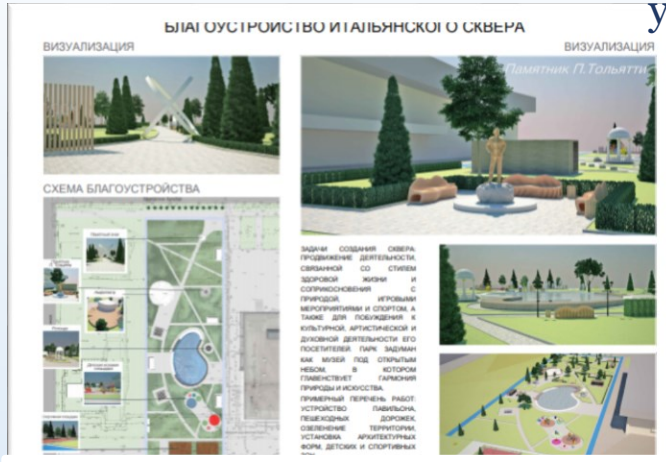 у
БЛАГОУСТРОЙСТВО ИТАЛЬЯНСКОГО СКВЕРА
ВИЗУАЛИЗАЦИЯ
ВИЗУАЛИЗАЦИЯ
Памятник П.Тольятти
СХЕМА БЛАГОУСТРОЙСТВА
ЗАДАЧИ СОЗДАНИЯ СКВЕРА:
ПРОДВИЖЕНИЕ ДЕЯТЕЛЬНОСТИ,
СВЯЗАННОЙ СО СТИЛЕМ
ЗДОРОВОЙ ЖИЗНИ И
СОПРИКОСНОВЕНИЯ С
ПРИРОДОЙ, ИГРОВЫМИ
МЕРОПРИЯТИЯМИ И СПОРТОМ, А
ТАКЖЕ ДЛЯ ПОБУЖДЕНИЯ К
КУЛЬТУРНОЙ, АРТИСТИЧЕСКОЙ И
ДУХОВНОЙ ДЕЯТЕЛЬНОСТИ ЕГО
ПОСЕТИТЕЛЕЙ. ПАРК ЗАДУМАН
КАК МУЗЕЙ ПОД ОТКРЫТЫМ
НЕБОМ, В КОТОРОМ
ГЛАВЕНСТВУЕТ ГАРМОНИЯ
ПРИРОДЫ И ИСКУССТВА.
ПРИМЕРНЫЙ ПЕРЕЧЕНЬ РАБОТ:
УСТРОЙСТВО ПАВИЛЬОНА,
ПЕШЕХОДНЫХ ДОРОЖЕК,
ОЗЕЛЕНЕНИЕ ТЕРРИТОРИИ,
УСТАНОВКА АРХИТЕКТУРНЫХ
ФОРМ, ДЕТСКИХ И СПОРТИВНЫХ